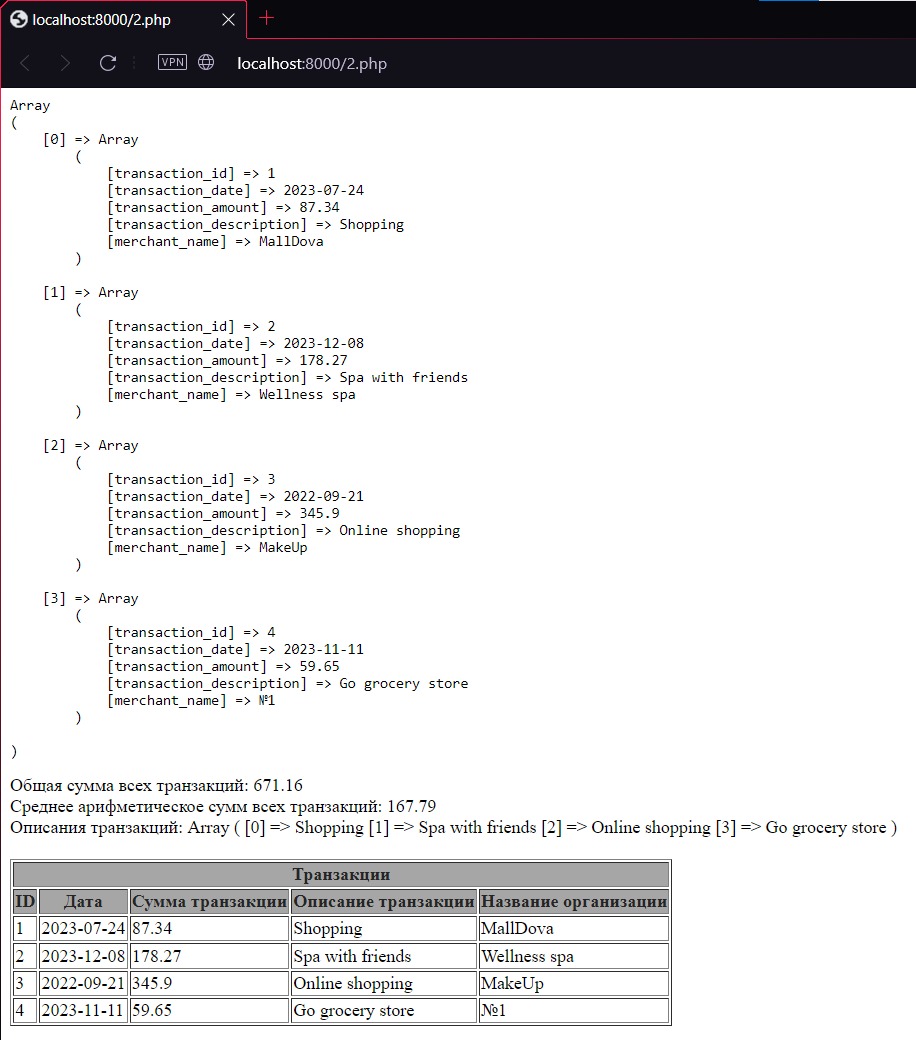 localhost:8000/2.php
VPN
localhost:8000/2.php
Array
(
    [0] => Array
        (
            [transaction_id] => 1
            [transaction_date] => 2023-07-24
            [transaction_amount] => 87.34
            [transaction_description] => Shopping
            [merchant_name] => MallDova
        )
    [1] => Array
        (
            [transaction_id] => 2
            [transaction_date] => 2023-12-08
            [transaction_amount] => 178.27
            [transaction_description] => Spa with friends
            [merchant_name] => Wellness spa
        )
    [2] => Array
        (
            [transaction_id] => 3
            [transaction_date] => 2022-09-21
            [transaction_amount] => 345.9
            [transaction_description] => Online shopping
            [merchant_name] => MakeUp
        )
    [3] => Array
        (
            [transaction_id] => 4
            [transaction_date] => 2023-11-11
            [transaction_amount] => 59.65
            [transaction_description] => Go grocery store
            [merchant_name] => №1
        )
)
Общая сумма всех транзакций: 671.16
Среднее арифметическое сумм всех транзакций: 167.79
Описания транзакций: Array ( [0] => Shopping [1] => Spa with friends [2] => Online shopping [3] => Go grocery store )
Транзакции
ID Дата Сумма транзакции Описание транзакции Название организации
1 2023-07-24 87.34 Shopping MallDova
2 2023-12-08 178.27 Spa with friends Wellness spa
3 2022-09-21 345.9 Online shopping MakeUp
4 2023-11-11 59.65 Go grocery store №1